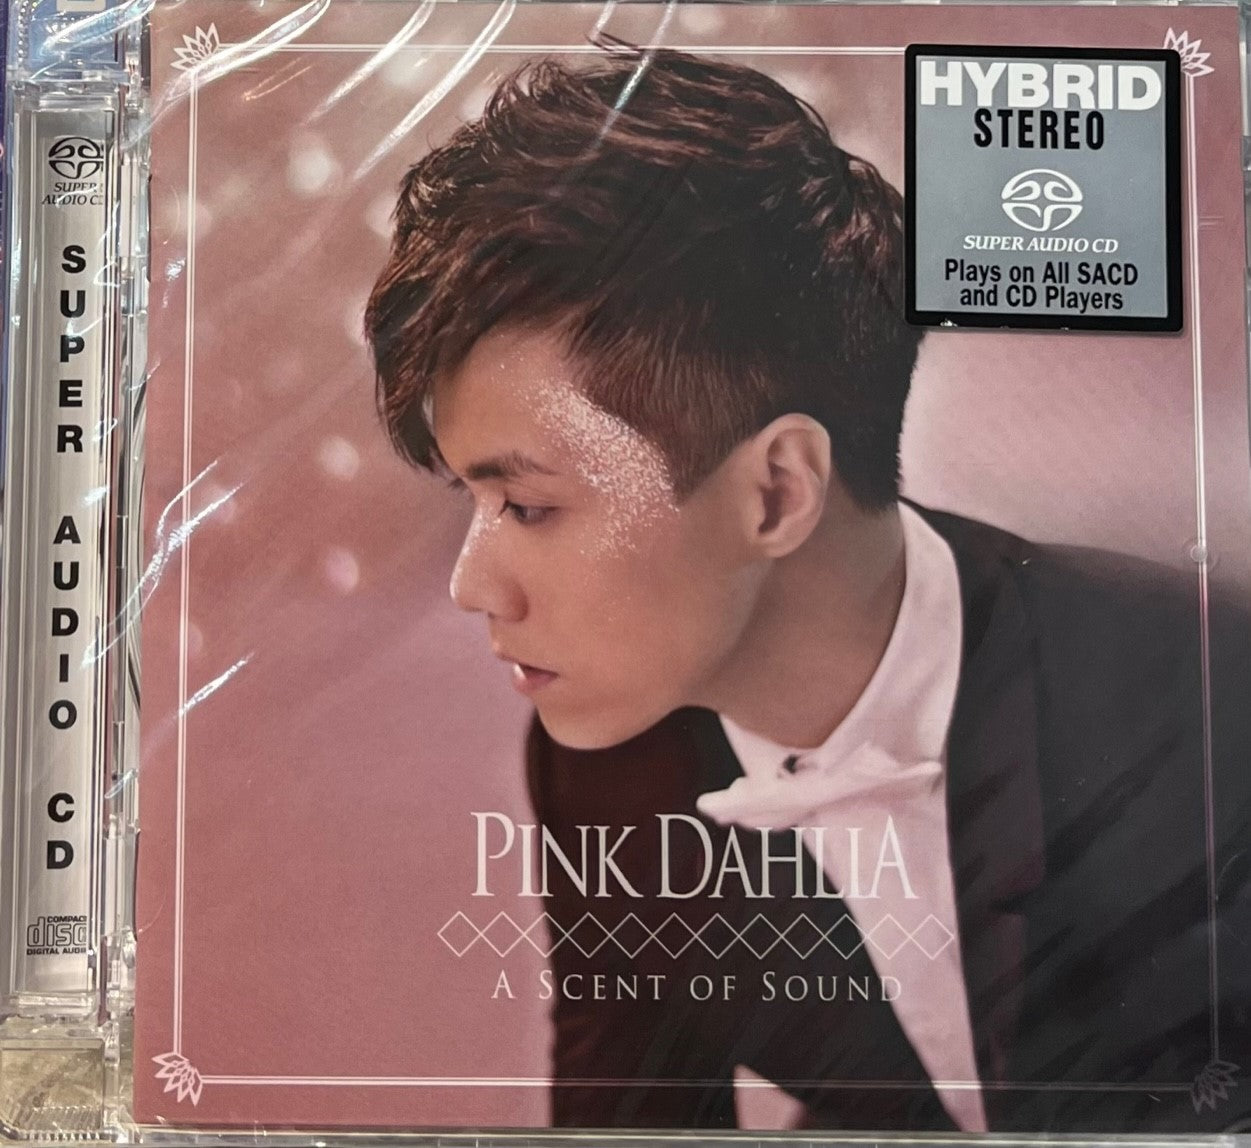 SUPER
AUDIO CD
SUPER AUDIO CD
COMPACT
disc
DIGITAL AUDIO
HYBRID
STEREO
SUPER AUDIO CD
Plays on All SACD
and CD Players
PINK DAHLIA
A SCENT OF SOUND